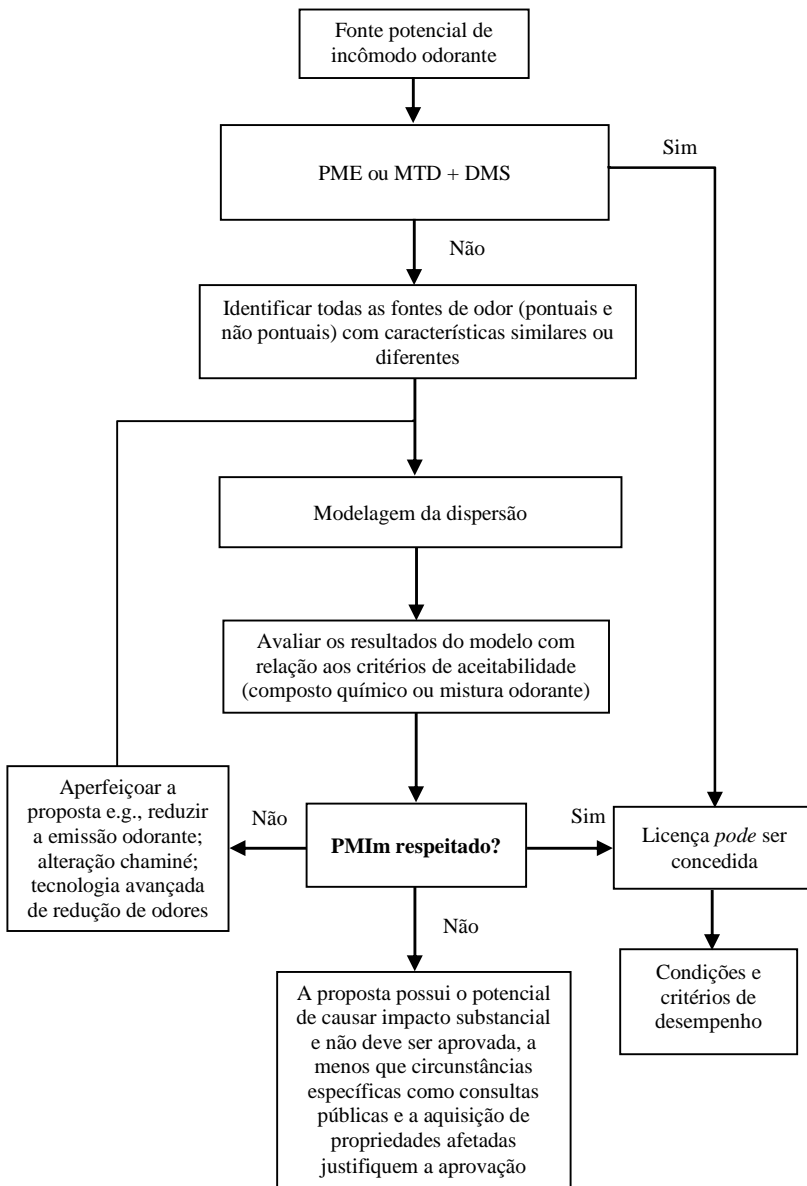 Fonte potencial de
incômodo odorante
PME ou MTD + DMS
Sim
Não
Identificar todas as fontes de odor (pontuais e
não pontuais) com características similares ou
diferentes
Modelagem da dispersão
Avaliar os resultados do modelo com
relação aos critérios de aceitabilidade
(composto químico ou mistura odorante)
Aperfeiçoar a
proposta e.g., reduzir
a emissão odorante;
alteração chaminé;
tecnologia avançada
de redução de odores
Não
PMIm respeitado?
Sim
Licença pode ser
concedida
Não
Condições e
critérios de
desempenho
A proposta possui o potencial
de causar impacto substancial
e não deve ser aprovada, a
menos que circunstâncias
específicas como consultas
públicas e a aquisição de
propriedades afetadas
justifiquem a aprovação